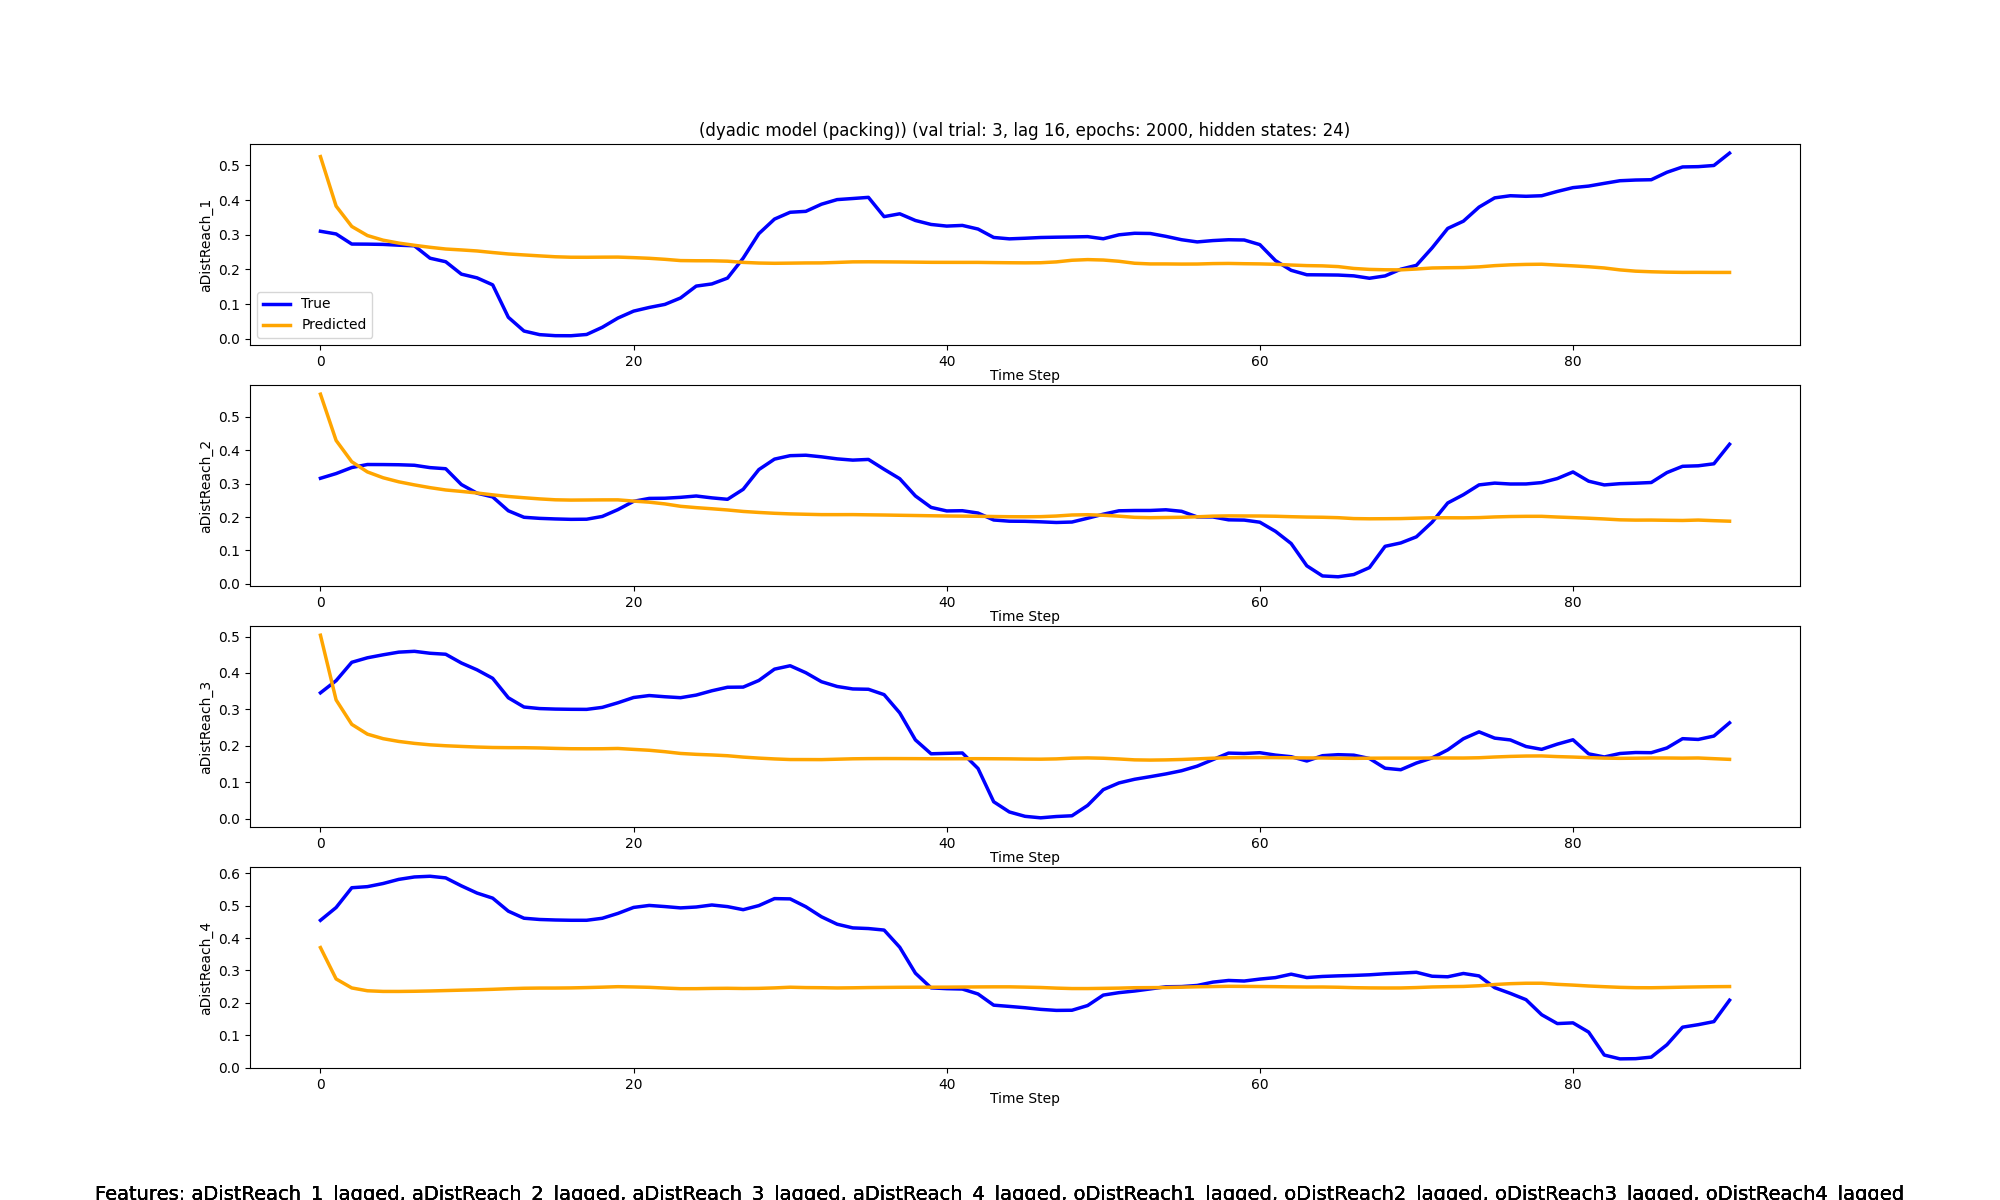 (dyadic model (packing)) (val trial: 3, lag 16, epochs: 2000, hidden states: 24)
aDistReach_1
0.5
0.4
0.3
0.2
0.1
0.0
True
Predicted
0 20 40 60 80
Time Step
aDistReach_2
0.5
0.4
0.3
0.2
0.1
0.0
0 20 40 60 80
Time Step
aDistReach_3
0.5
0.4
0.3
0.2
0.1
0.0
0 20 40 60 80
Time Step
aDistReach_4
0.6
0.5
0.4
0.3
0.2
0.1
0.0
0 20 40 60 80
Time Step
Features: aDistReach_1_lagged, aDistReach_2_lagged, aDistReach_3_lagged, aDistReach_4_lagged, oDistReach1_lagged, oDistReach2_lagged, oDistReach3_lagged, oDistReach4_lagged